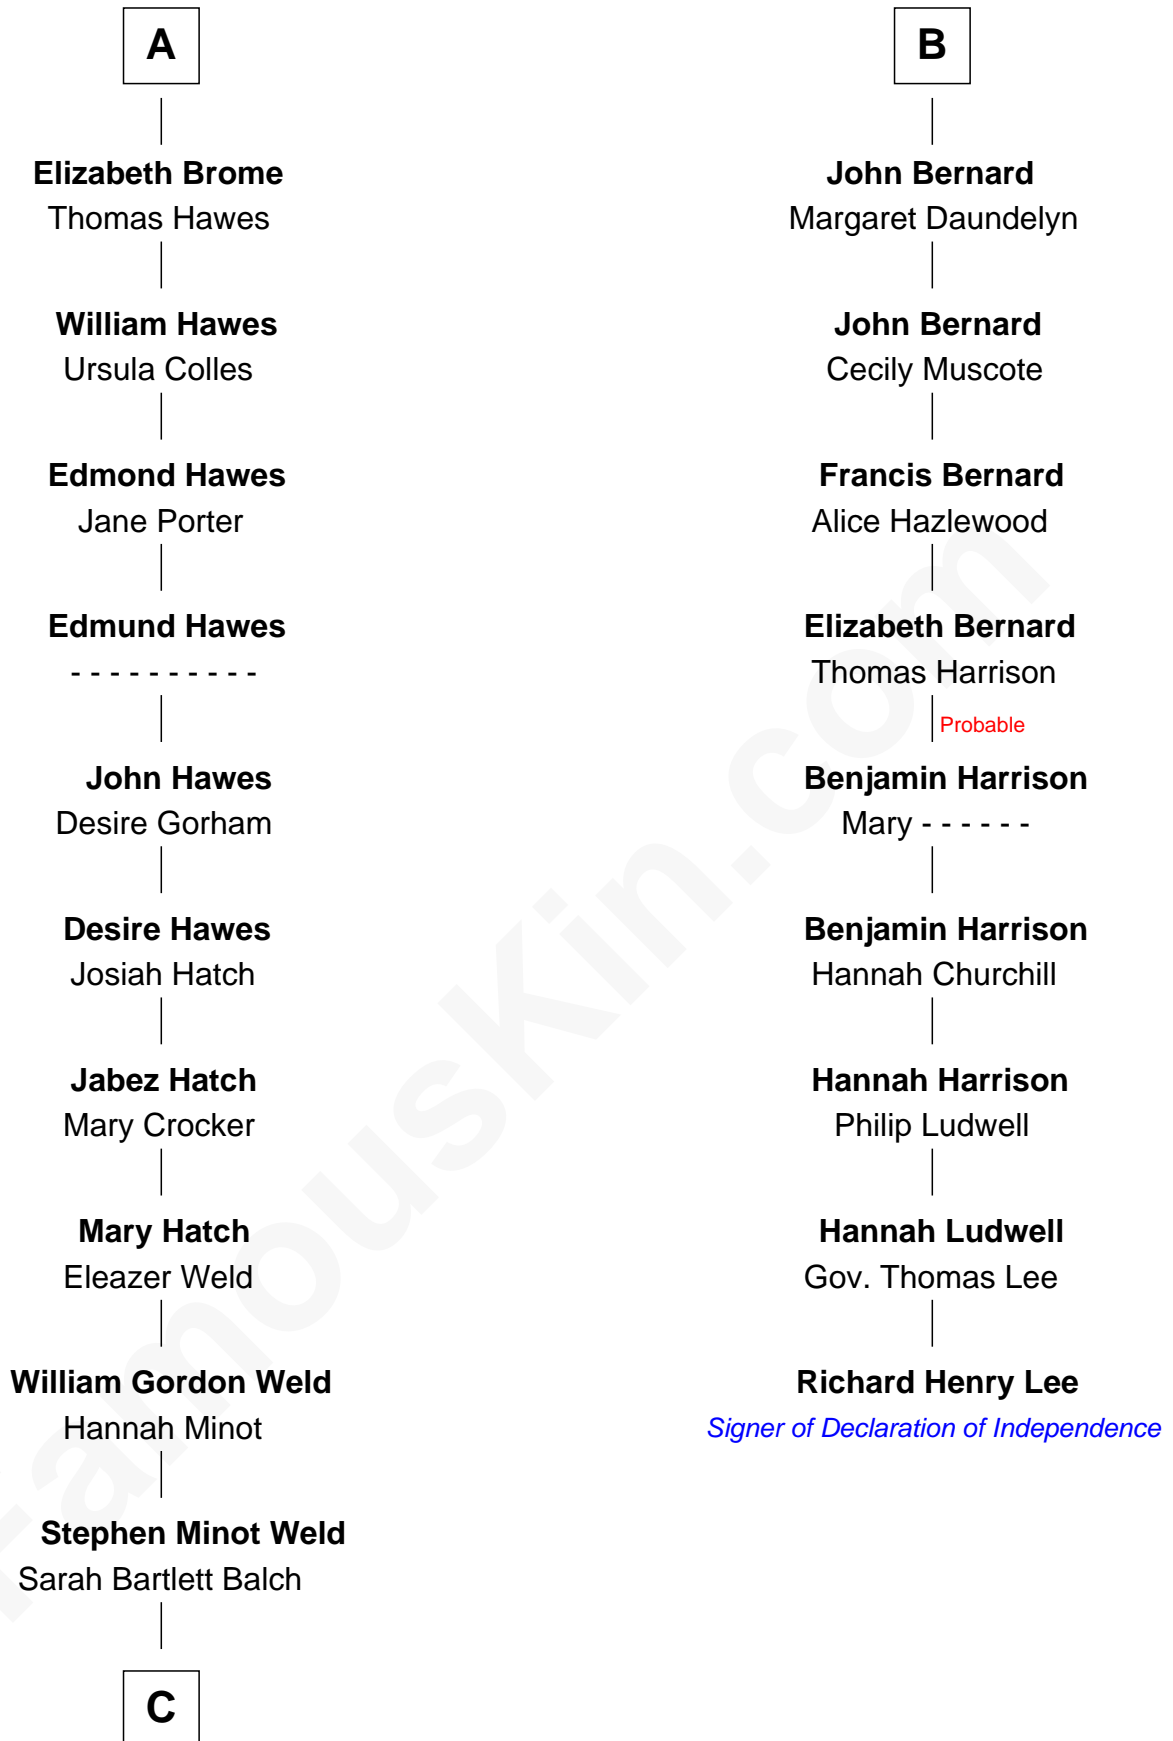 A
Elizabeth Brome
Thomas Hawes
William Hawes
Ursula Colles
Edmond Hawes
Jane Porter
Edmund Hawes
- - - - - - - - - -
John Hawes
Desire Gorham
Desire Hawes
Josiah Hatch
Jabez Hatch
Mary Crocker
Mary Hatch
Eleazer Weld
William Gordon Weld
Hannah Minot
Stephen Minot Weld
Sarah Bartlett Balch
C
B
John Bernard
Margaret Daundelyn
John Bernard
Cecily Muscote
Francis Bernard
Alice Hazlewood
Elizabeth Bernard
Thomas Harrison
Probable
Benjamin Harrison
Mary - - - - - -
Benjamin Harrison
Hannah Churchill
Hannah Harrison
Philip Ludwell
Hannah Ludwell
Gov. Thomas Lee
Richard Henry Lee
Signer of Declaration of Independence
FamousKin.com